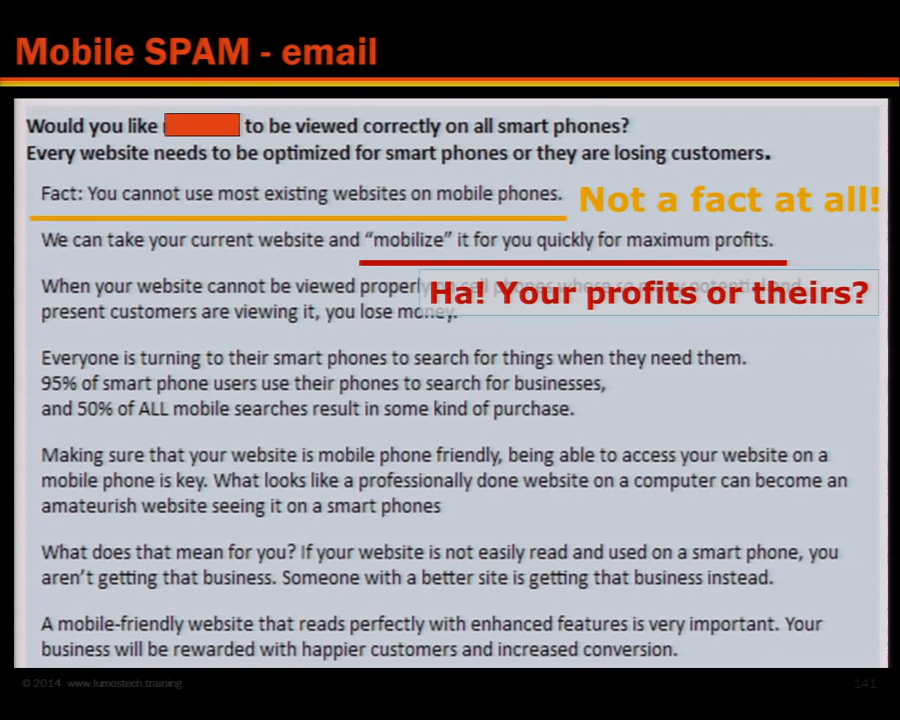 Mobile SPAM - email
Would you like to be viewed correctly on all smart phones?
Every website needs to be optimized for smart phones or they are losing customers.
Fact: You cannot use most existing websites on mobile phones.
Not a fact at all!
We can take your current website and “mobilize” it for you quickly for maximum profits.
When your website cannot be viewed properly on cell phones where so many potential and
Ha! Your profits or theirs?
present customers are viewing it, you lose money.
Everyone is turning to their smart phones to search for things when they need them.
95% of smart phone users use their phones to search for businesses,
and 50% of ALL mobile searches result in some kind of purchase.
Making sure that your website is mobile phone friendly, being able to access your website on a
mobile phone is key. What looks like a professionally done website on a computer can become an
amateurish website seeing it on a smart phones
What does that mean for you? If your website is not easily read and used on a smart phone, you
aren’t getting that business. Someone with a better site is getting that business instead.
A mobile-friendly website that reads perfectly with enhanced features is very important. Your
business will be rewarded with happier customers and increased conversion.
© 2014 www.lumostech.training
141